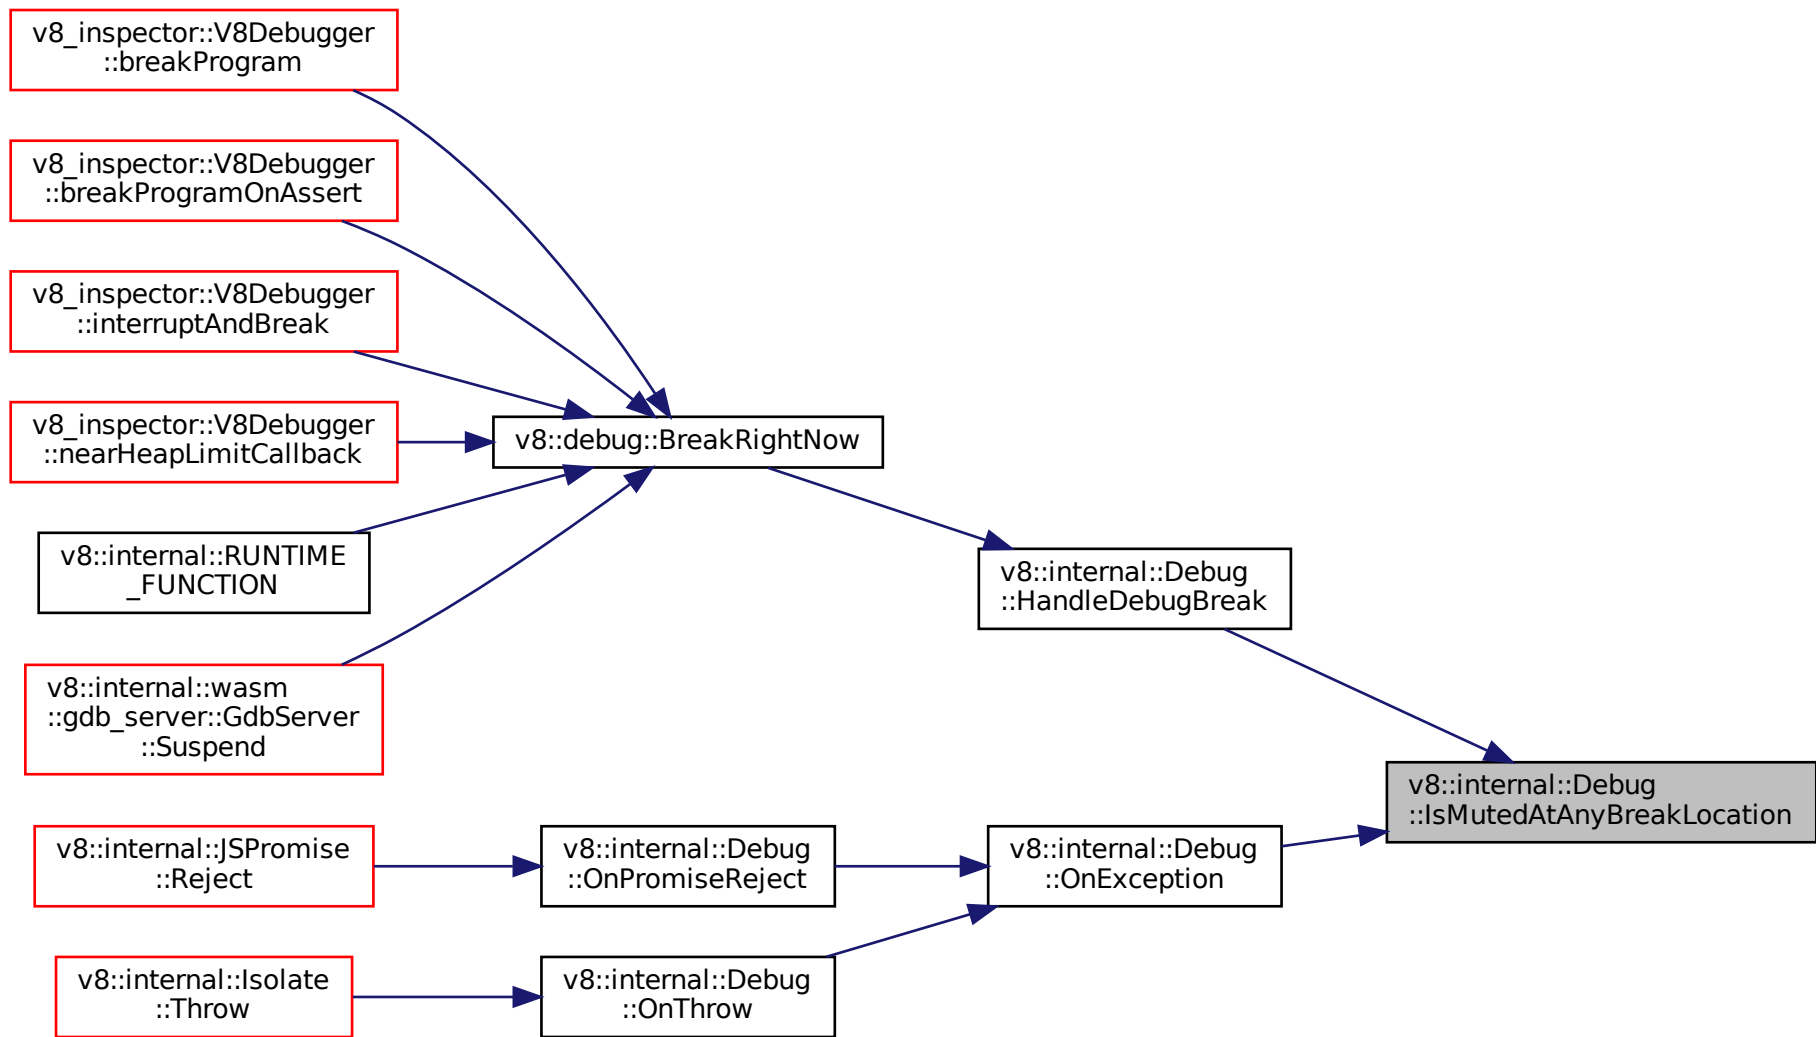 v8_inspector::V8Debugger
::breakProgram
v8_inspector::V8Debugger
::breakProgramOnAssert
v8_inspector::V8Debugger
::interruptAndBreak
v8_inspector::V8Debugger
::nearHeapLimitCallback
v8::debug::BreakRightNow
v8::internal::RUNTIME
_FUNCTION
v8::internal::Debug
::HandleDebugBreak
v8::internal::wasm
::gdb_server::GdbServer
::Suspend
v8::internal::Debug
::IsMutedAtAnyBreakLocation
v8::internal::JSPromise
::Reject
v8::internal::Debug
::OnPromiseReject
v8::internal::Debug
::OnException
v8::internal::Isolate
::Throw
v8::internal::Debug
::OnThrow